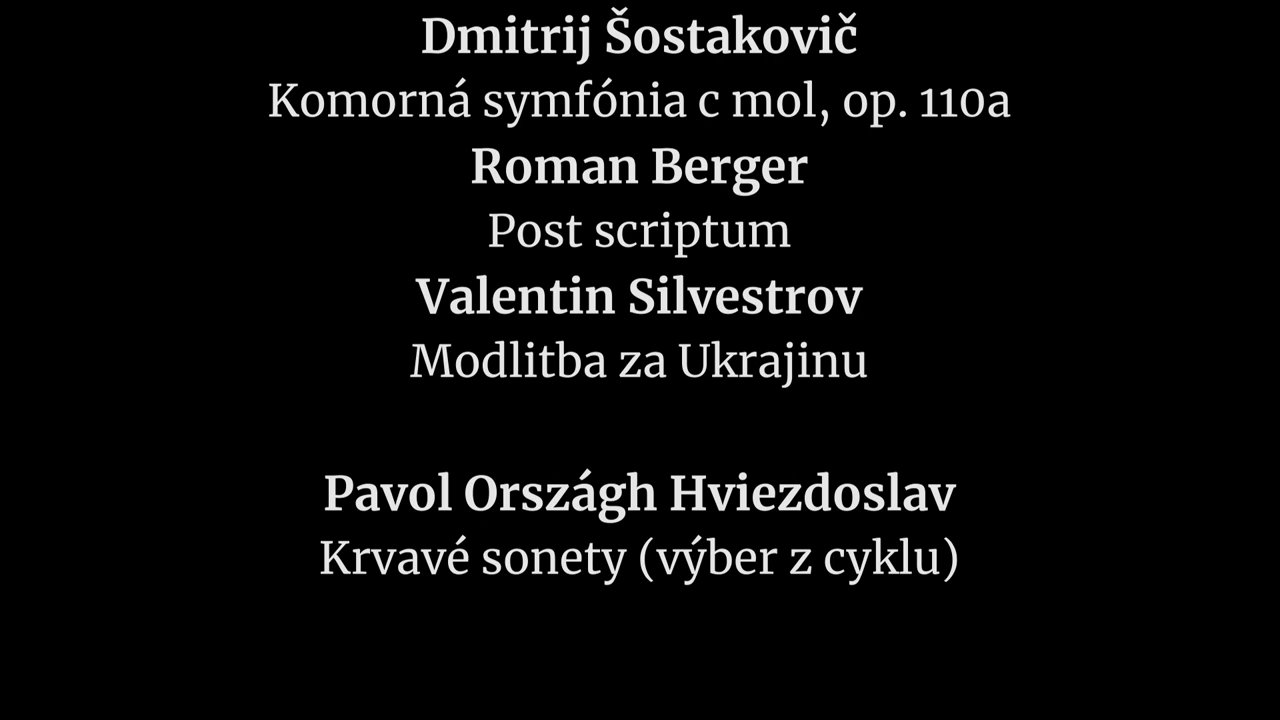 Dmitrij Šostakovič
Komorná symfónia c mol, op. 110a
Roman Berger
Post scriptum
Valentin Silvestrov
Modlitba za Ukrajinu
Pavol Országh Hviezdoslav
Krvavé sonety (výber z cyklu)